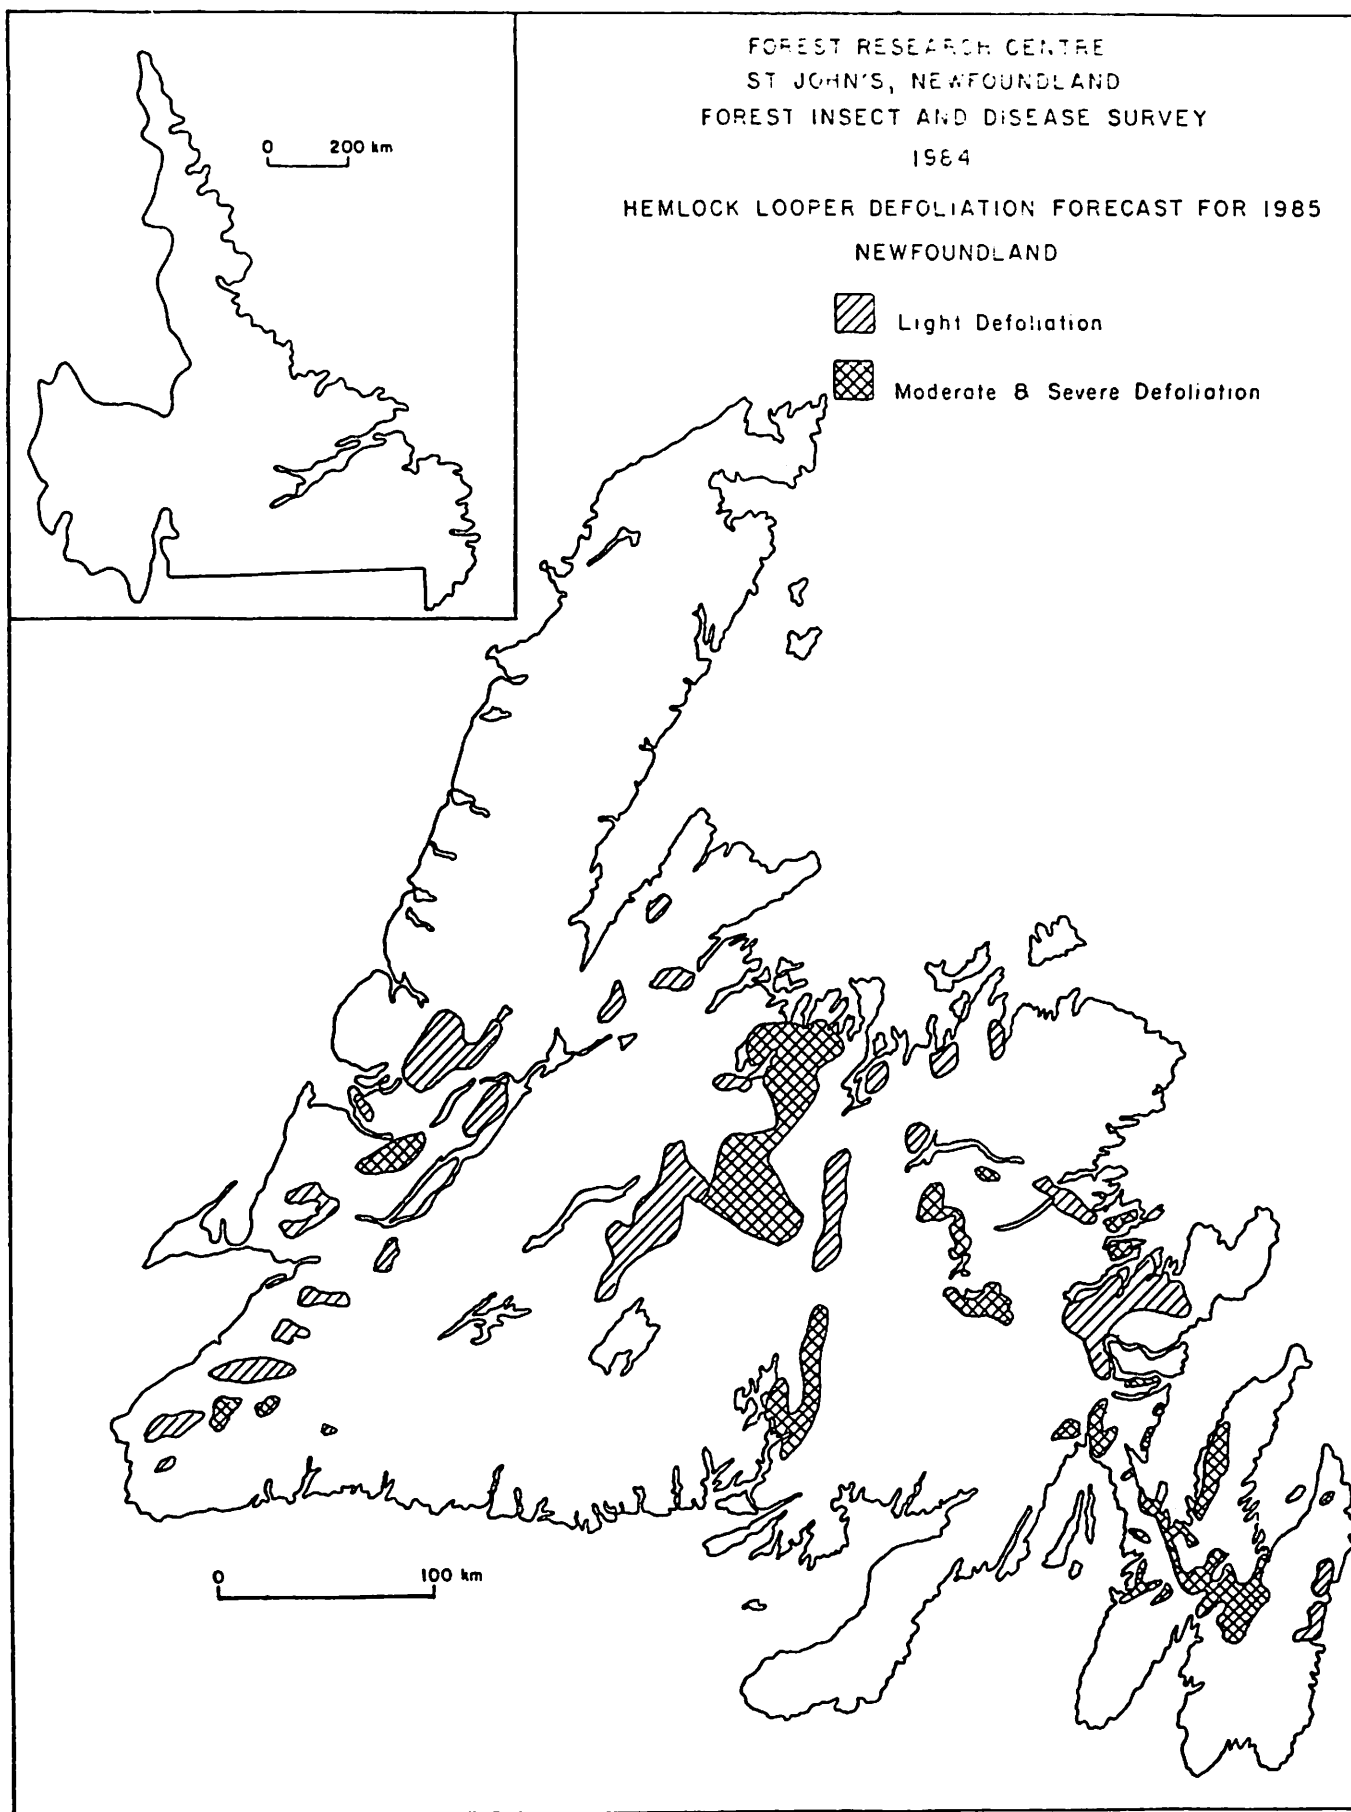 FOREST RESEARCH CENTRE
ST JOHN'S, NEWFOUNDLAND
FOREST INSECT AND DISEASE SURVEY
1984
HEMLOCK LOOPER DEFOLIATION FORECAST FOR 1985
NEWFOUNDLAND
Light Defoliation
Moderate & Severe Defoliation
0 200 km
0 100 km